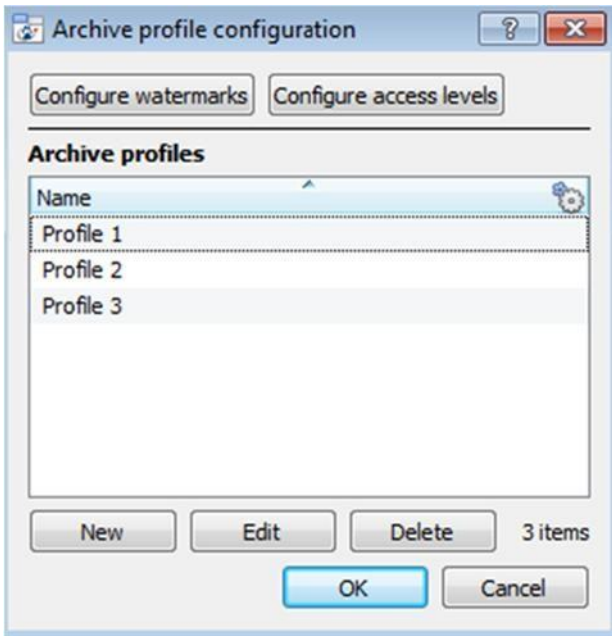 Archive profile configuration
?
Configure watermarks Configure access levels
Archive profiles
Name
Profile 1
Profile 2
Profile 3
New Edit Delete 3 items
OK Cancel